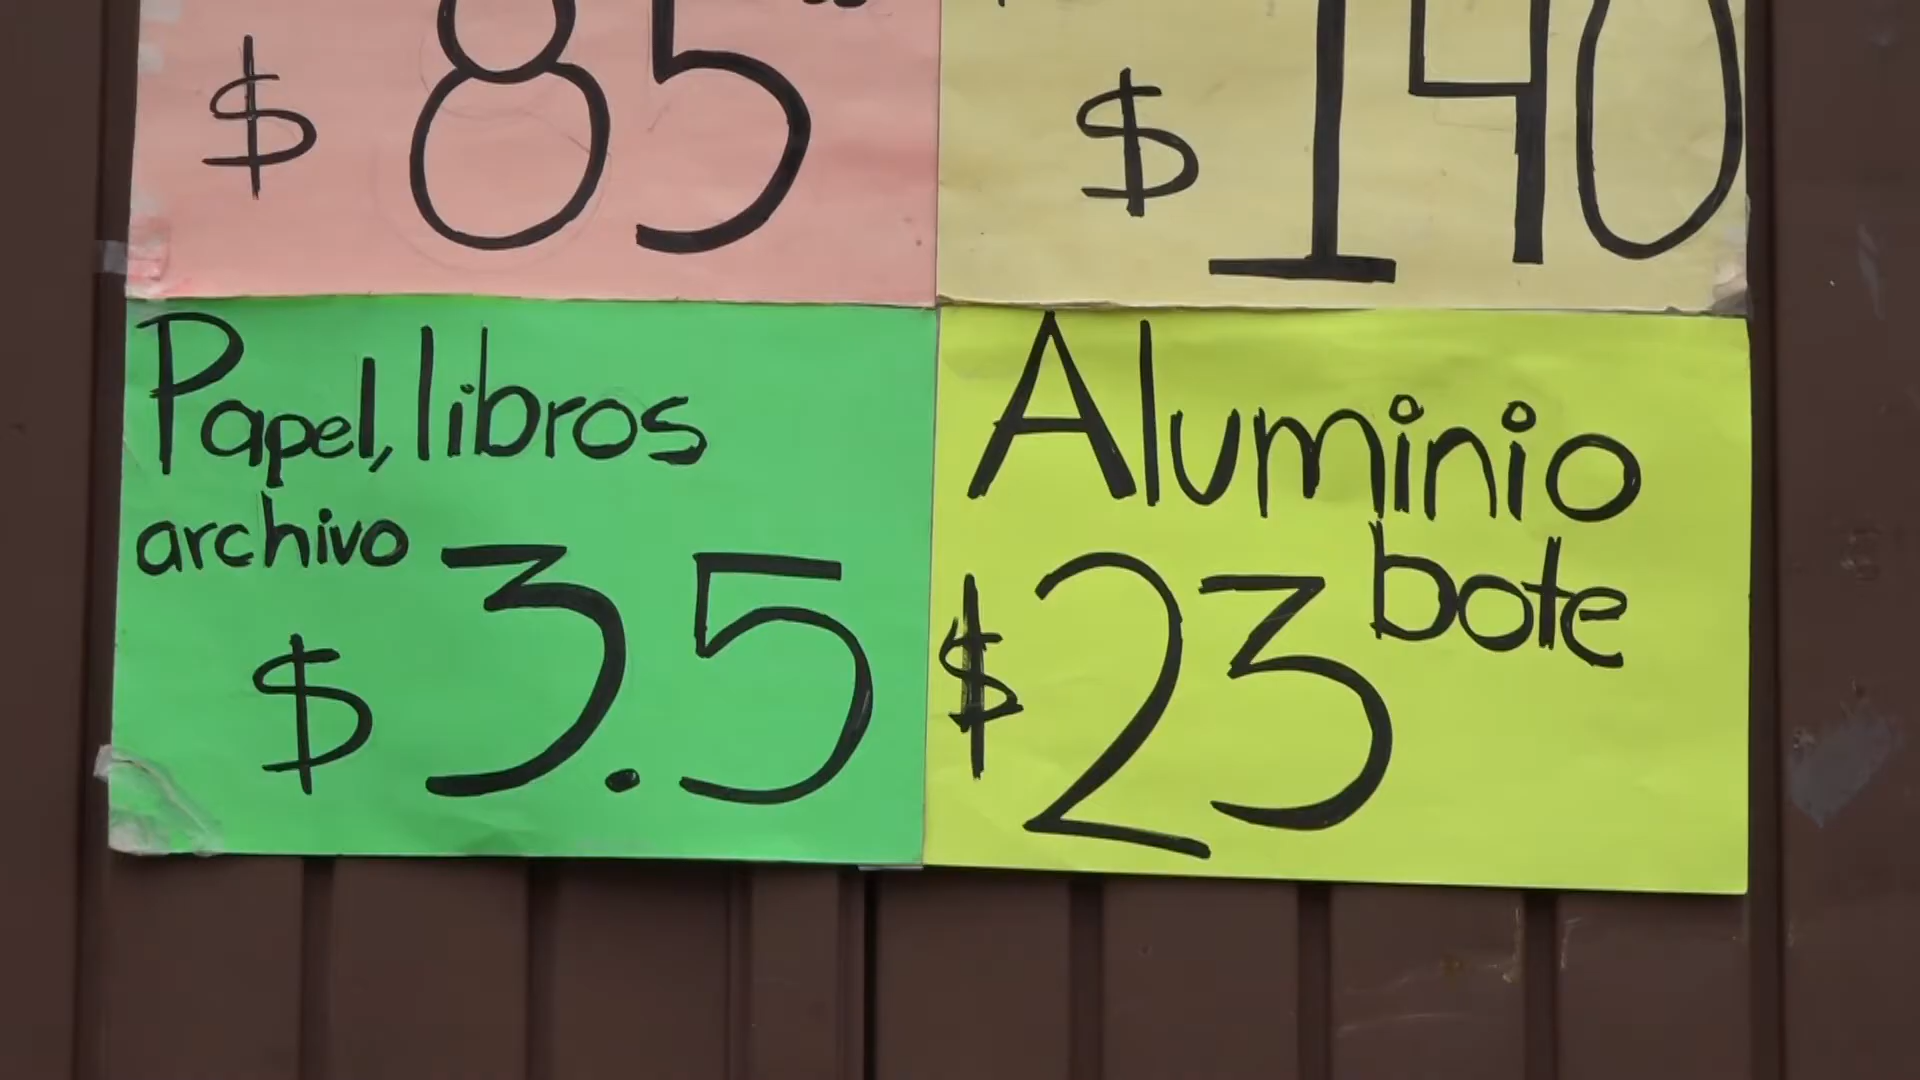 $ 85
$ 140
Papel, libros
archivo
$ 3.5
Aluminio
bote
$ 23